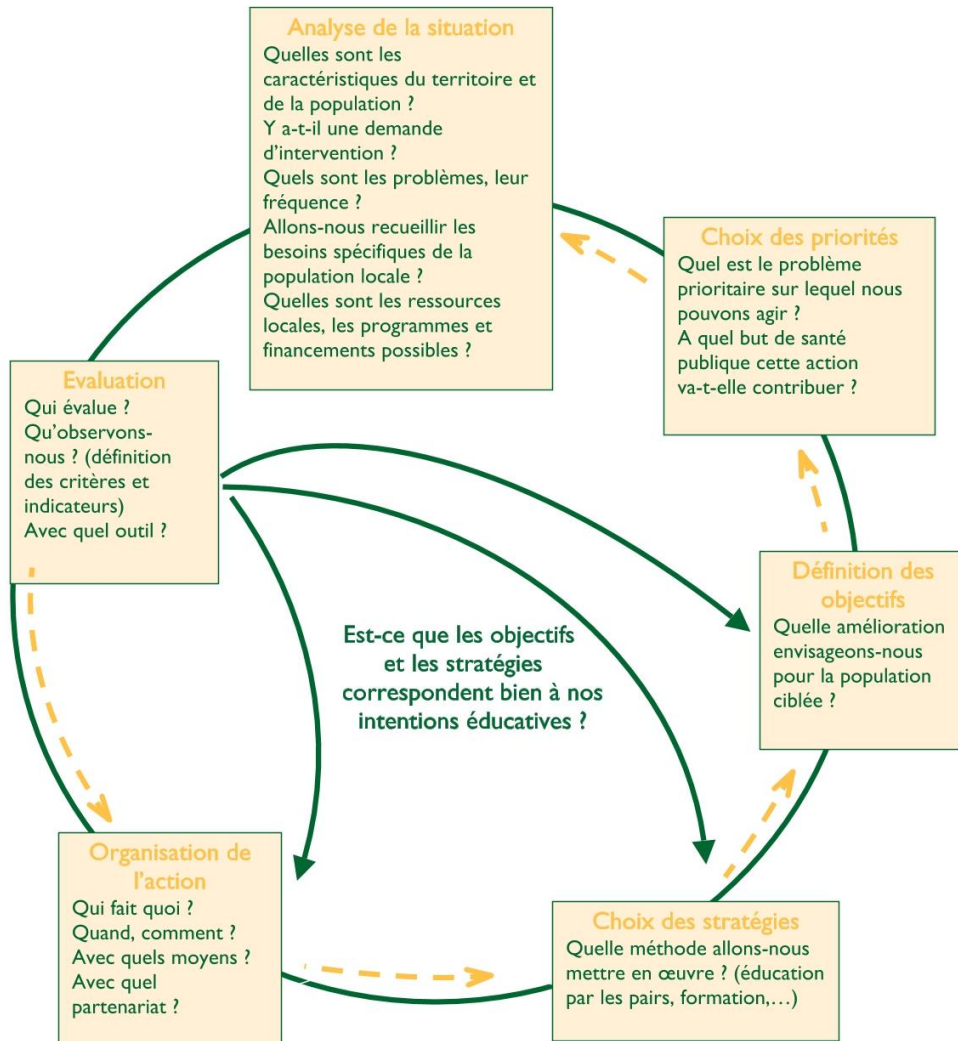 Analyse de la situation
Quelles sont les
caractéristiques du territoire et
de la population ?
Y a-t-il une demande
d'intervention ?
Quels sont les problèmes, leur
fréquence ?
Allons-nous recueillir les
besoins spécifiques de la
population locale ?
Quelles sont les ressources
locales, les programmes et
financements possibles ?
Choix des priorités
Quel est le problème
prioritaire sur lequel nous
pouvons agir ?
A quel but de santé
publique cette action
va-t-elle contribuer ?
Evaluation
Qui évalue ?
Qu'observons-
nous ? (définition
des critères et
indicateurs)
Avec quel outil ?
Définition des
objectifs
Quelle amélioration
envisageons-nous
pour la population
ciblée ?
Est-ce que les objectifs
et les stratégies
correspondent bien à nos
intentions éducatives ?
Organisation de
l'action
Qui fait quoi ?
Quand, comment ?
Avec quels moyens ?
Avec quel
partenariat ?
Choix des stratégies
Quelle méthode allons-nous
mettre en œuvre ? (éducation
par les pairs, formation,…)